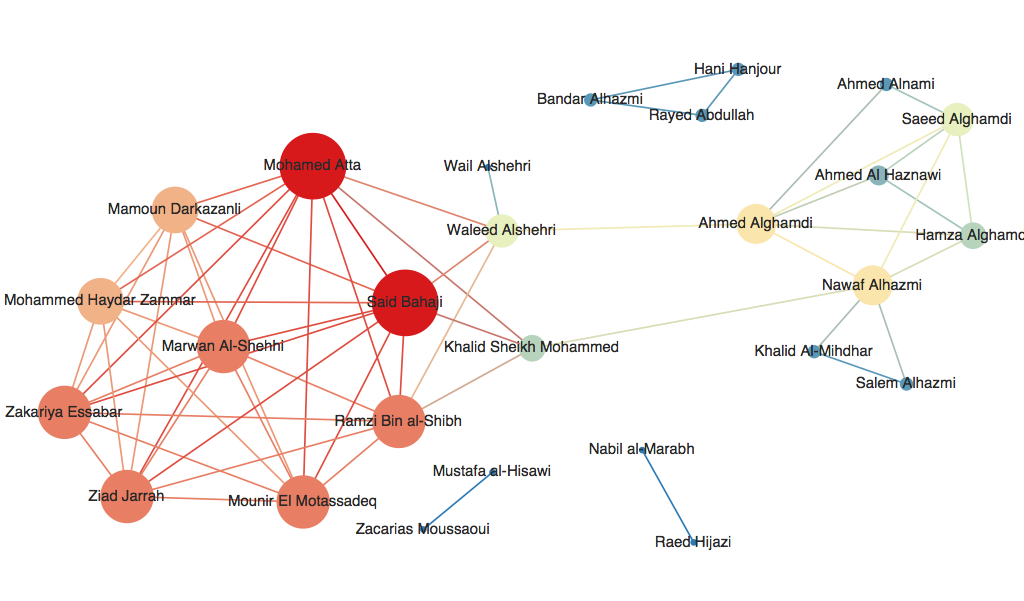 Hani Hanjour
Ahmed Alnami
Bandar Alhazmi
Rayed Abdullah
Saeed Alghamdi
Mohamed Atta
Wail Alshehri
Ahmed Al Haznawi
Mamoun Darkazanli
Waleed Alshehri
Ahmed Alghamdi
Hamza Alghamd
Nawaf Alhazmi
Mohammed Haydar Zammar
Said Bahaji
Marwan Al-Shehhi
Khalid Sheikh Mohammed
Khalid Al-Mihdhar
Salem Alhazmi
Zakariya Essabar
Ramzi Bin al-Shibh
Nabil al-Marabh
Mustafa al-Hisawi
Ziad Jarrah
Mounir El Motassadeq
Zacarias Moussaoui
Raed Hijazi